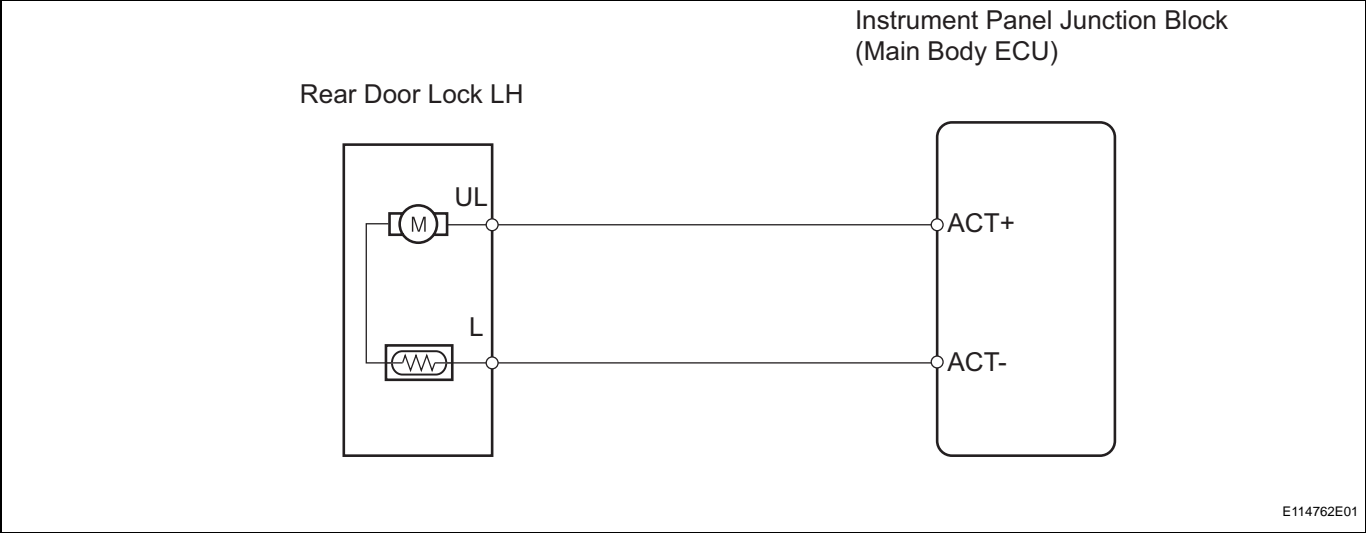 Instrument Panel Junction Block
(Main Body ECU)
Rear Door Lock LH
UL
M
ACT+
L
ACT-
E114762E01